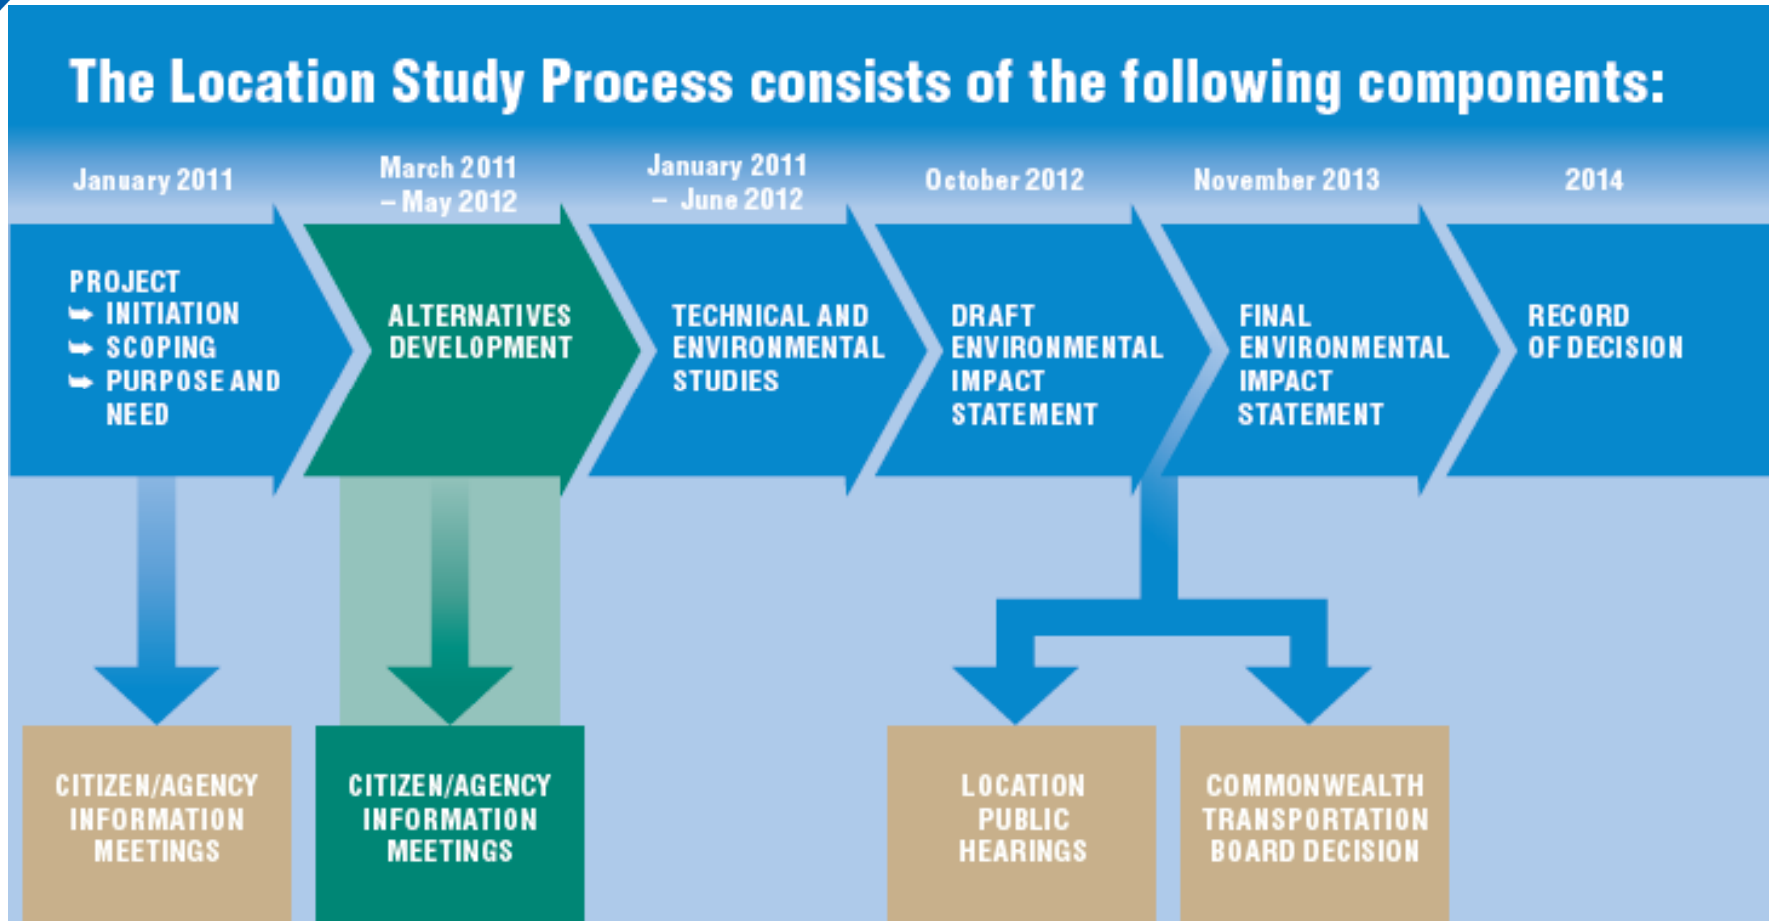 The Location Study Process consists of the following components:
January 2011
March 2011
– May 2012
January 2011
– June 2012
October 2012
November 2013
2014
PROJECT
➥ INITIATION
➥ SCOPING
➥ PURPOSE AND
NEED
ALTERNATIVES
DEVELOPMENT
TECHNICAL AND
ENVIRONMENTAL
STUDIES
DRAFT
ENVIRONMENTAL
IMPACT
STATEMENT
FINAL
ENVIRONMENTAL
IMPACT
STATEMENT
RECORD
OF DECISION
CITIZEN/AGENCY
INFORMATION
MEETINGS
CITIZEN/AGENCY
INFORMATION
MEETINGS
LOCATION
PUBLIC
HEARINGS
COMMONWEALTH
TRANSPORTATION
BOARD DECISION